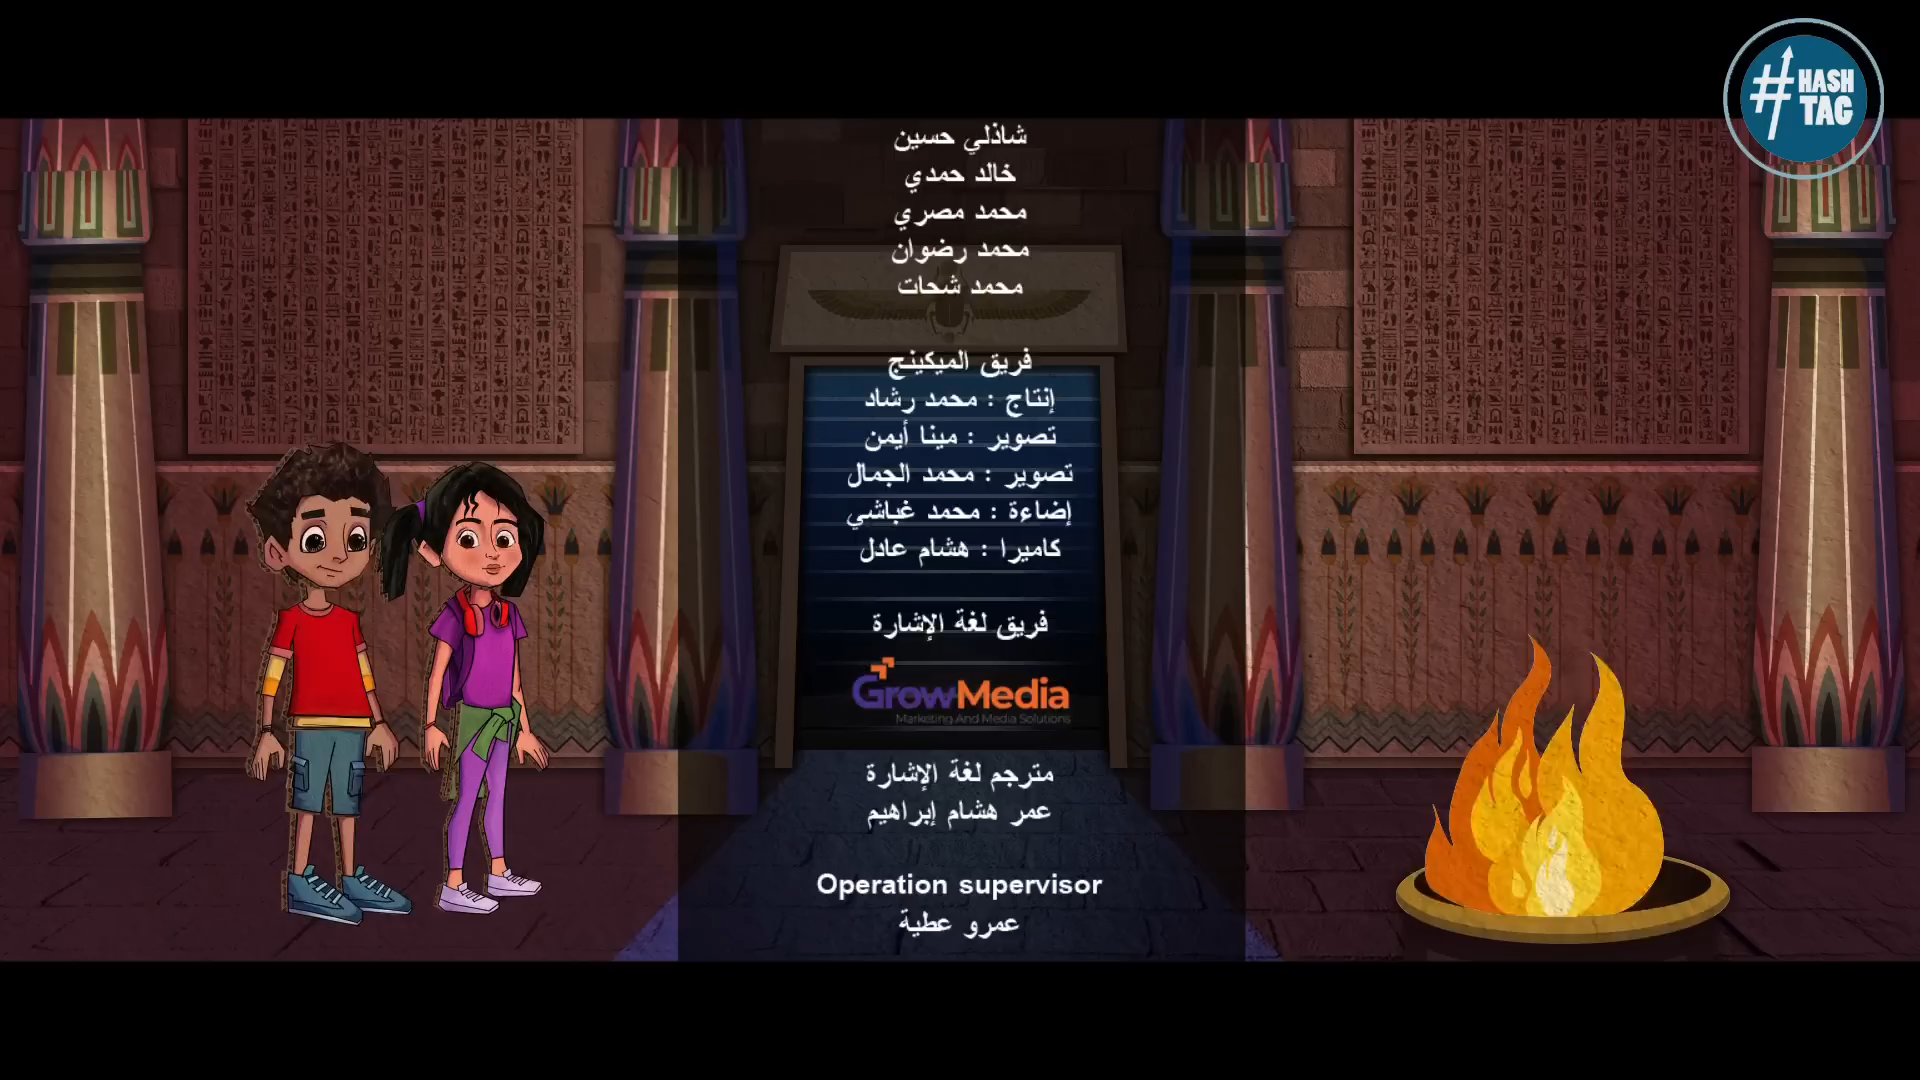 #HASH
TAG
شاذلي حسين
خالد حمدي
محمد مصري
محمد رضوان
محمد شحات
فريق الميكينج
إنتاج : محمد رشاد
تصوير : مينا أيمن
تصوير : محمد الجمال
إضاءة : محمد غباشي
كاميرا : هشام عادل
فريق لغة الإشارة
GrowMedia
Marketing And Media Solutions
مترجم لغة الإشارة
عمر هشام إبراهيم
Operation supervisor
عمرو عطية